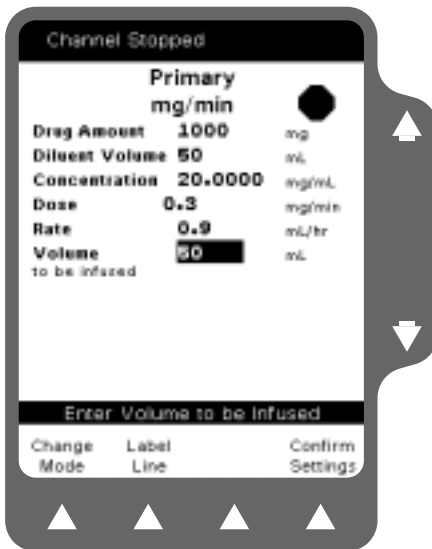 Channel Stopped
Primary
mg/min
Drug Amount 1000 mg
Diluent Volume 50 mL
Concentration 20.0000 mg/mL
Dose 0.3 mg/min
Rate 0.9 mL/hr
Volume 50 mL
to be infused
Enter Volume to be Infused
Change Label Confirm
Mode Line Settings